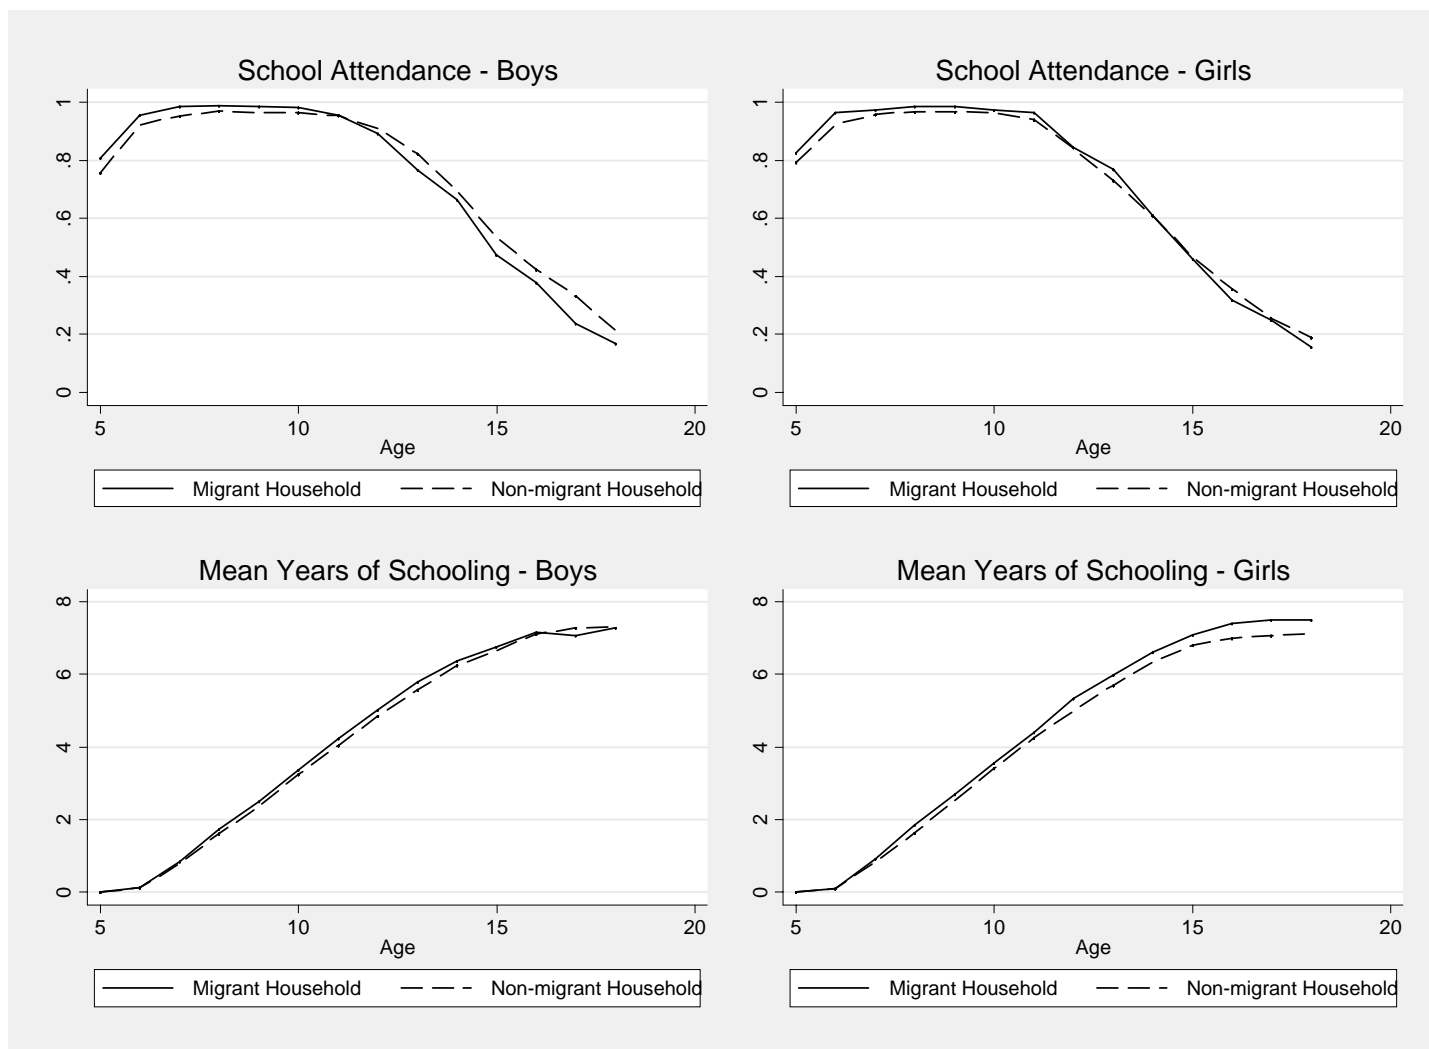 School Attendance - Boys
1
.8
.6
.4
.2
0
5 10 15 20
Age
Migrant Household Non-migrant Household
School Attendance - Girls
1
.8
.6
.4
.2
0
5 10 15 20
Age
Migrant Household Non-migrant Household
Mean Years of Schooling - Boys
8
6
4
2
0
5 10 15 20
Age
Migrant Household Non-migrant Household
Mean Years of Schooling - Girls
8
6
4
2
0
5 10 15 20
Age
Migrant Household Non-migrant Household